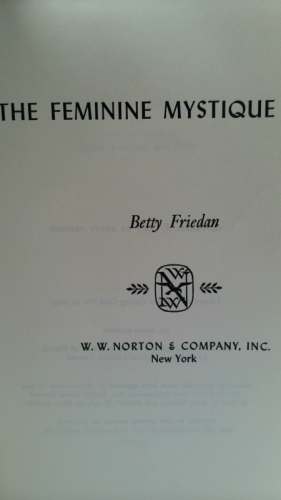 THE FEMININE MYSTIQUE
Betty Friedan
W W
N
W. W. NORTON & COMPANY, INC.
New York